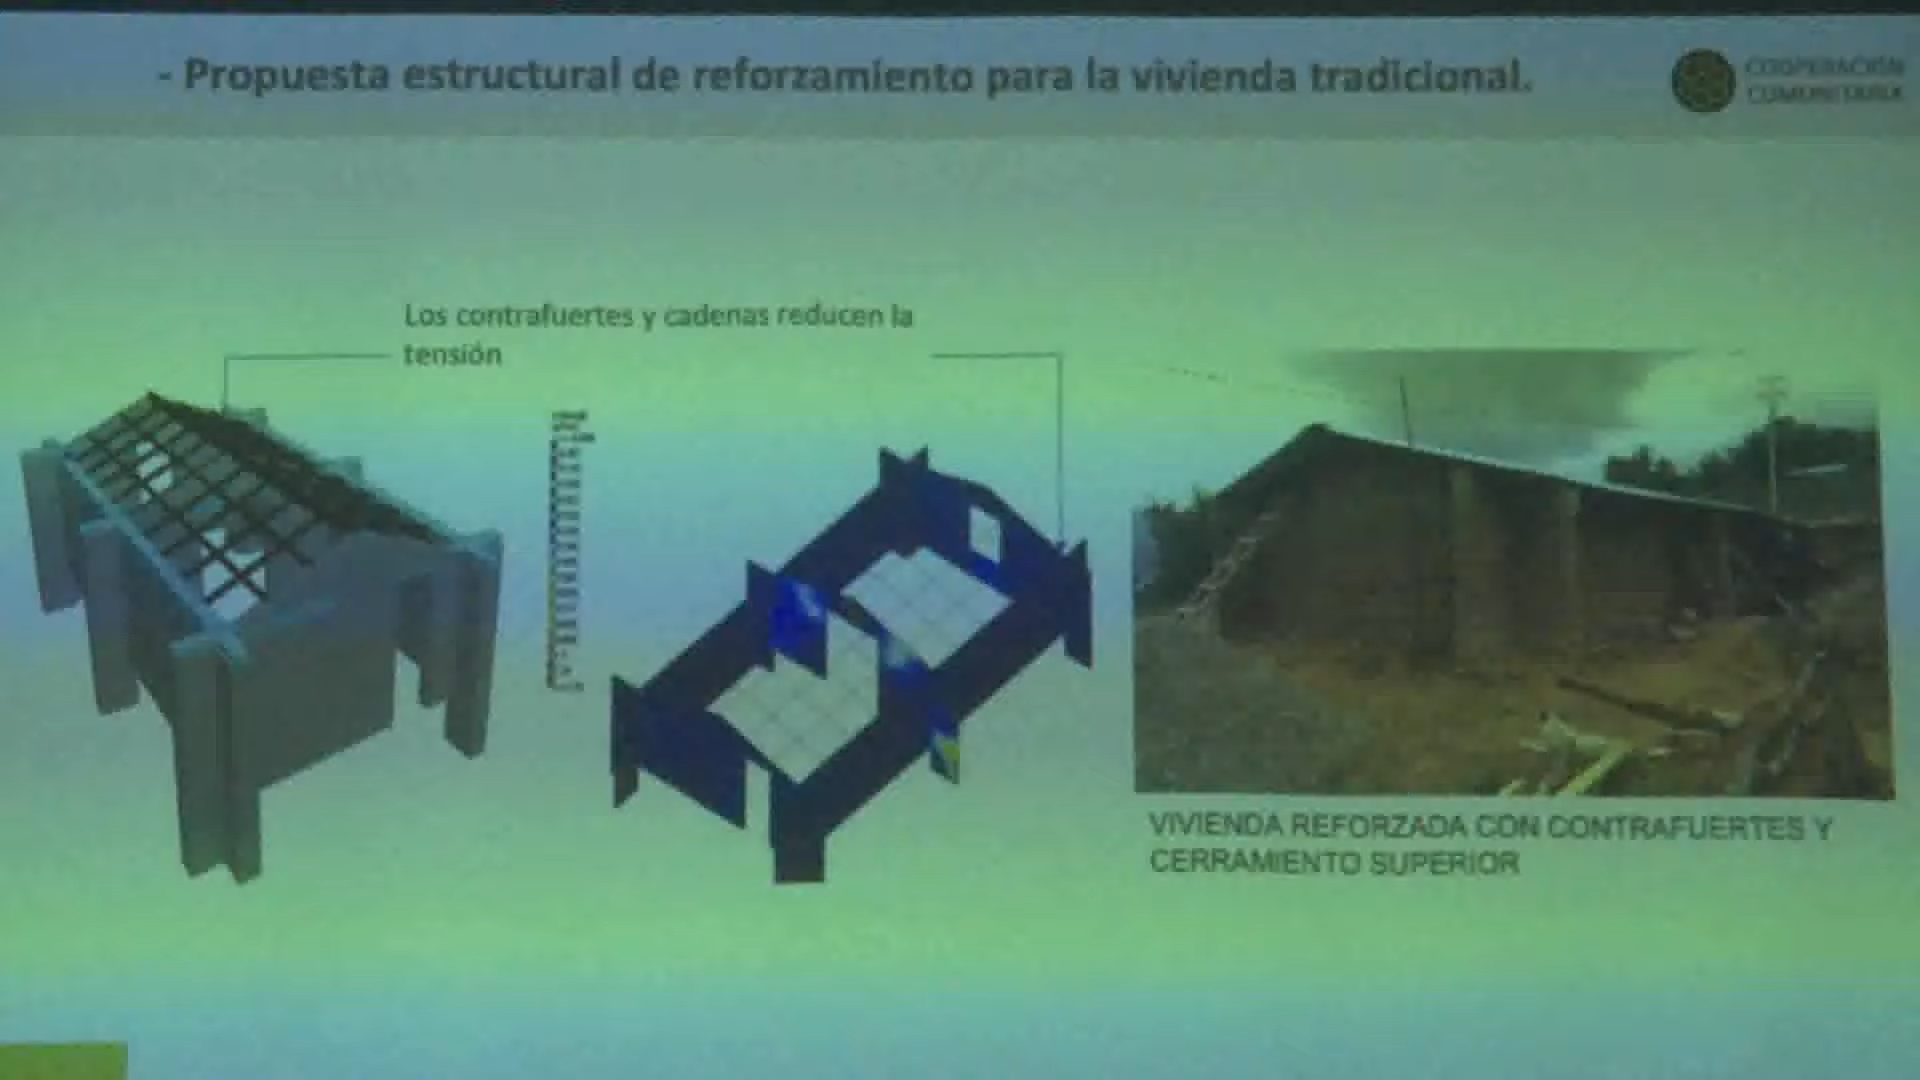 - Propuesta estructural de reforzamiento para la vivienda tradicional.
COOPERACIÓN
COMUNITARIA
Los contrafuertes y cadenas reducen la
tensión
VIVIENDA REFORZADA CON CONTRAFUERTES Y
CERRAMIENTO SUPERIOR